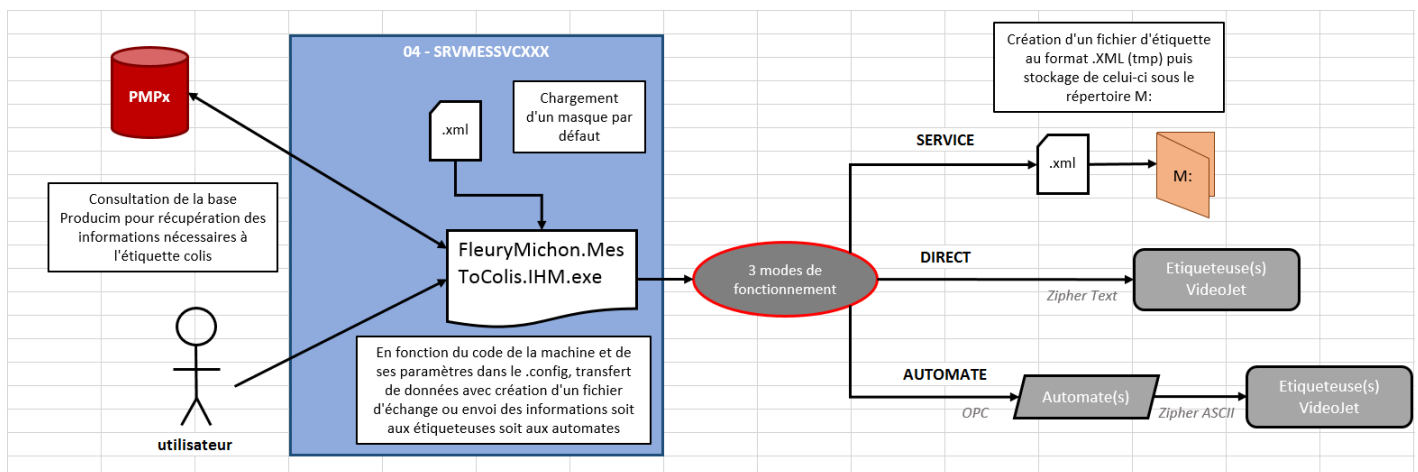 04 - SRVMESSVCXXX
PMPx
.xml
Chargement
d'un masque par
défaut
Consultation de la base
Producim pour récupération des
informations nécessaires à
l'étiquette colis
FleuryMichon.Mes
ToColis.IHM.exe
En fonction du code de la machine et de
ses paramètres dans le .config, transfert
de données avec création d'un fichier
d'échange ou envoi des informations soit
aux étiqueteuses soit aux automates
utilisateur
3 modes de
fonctionnement
Création d'un fichier d'étiquette
au format .XML (tmp) puis
stockage de celui-ci sous le
répertoire M:
SERVICE
.xml
M:
DIRECT
Zipher Text
Etiqueteuse(s)
VideoJet
AUTOMATE
OPC
Automate(s)
Zipher ASCII
Etiqueteuse(s)
VideoJet